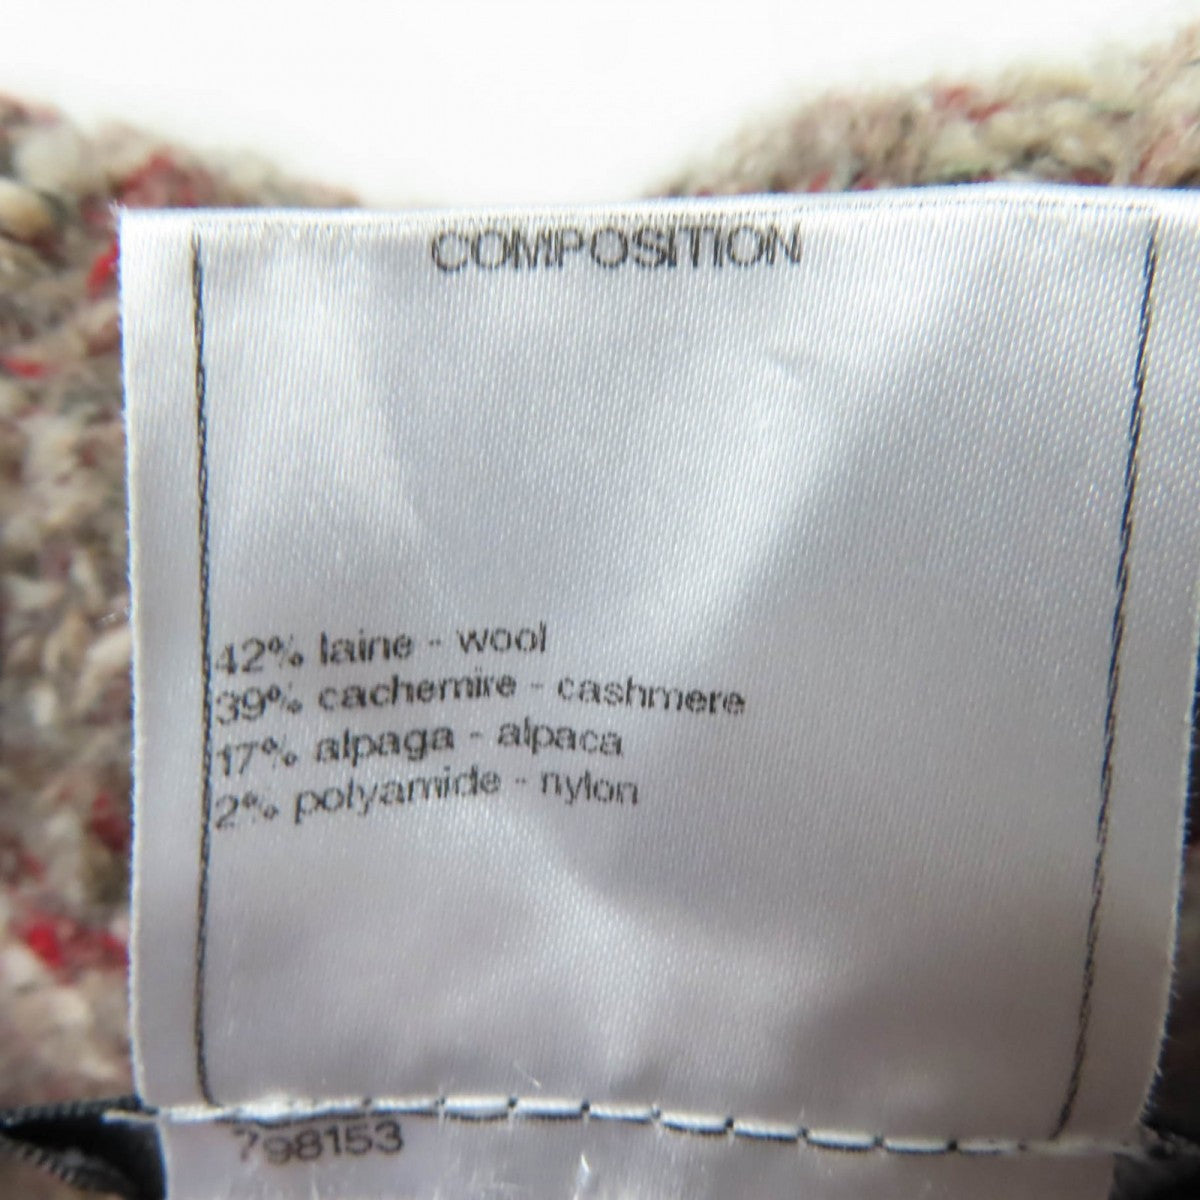 COMPOSITION
42% laine - wool
39% cachemire - cashmere
17% alpaga - alpaca
2% polyamide - nylon
798153